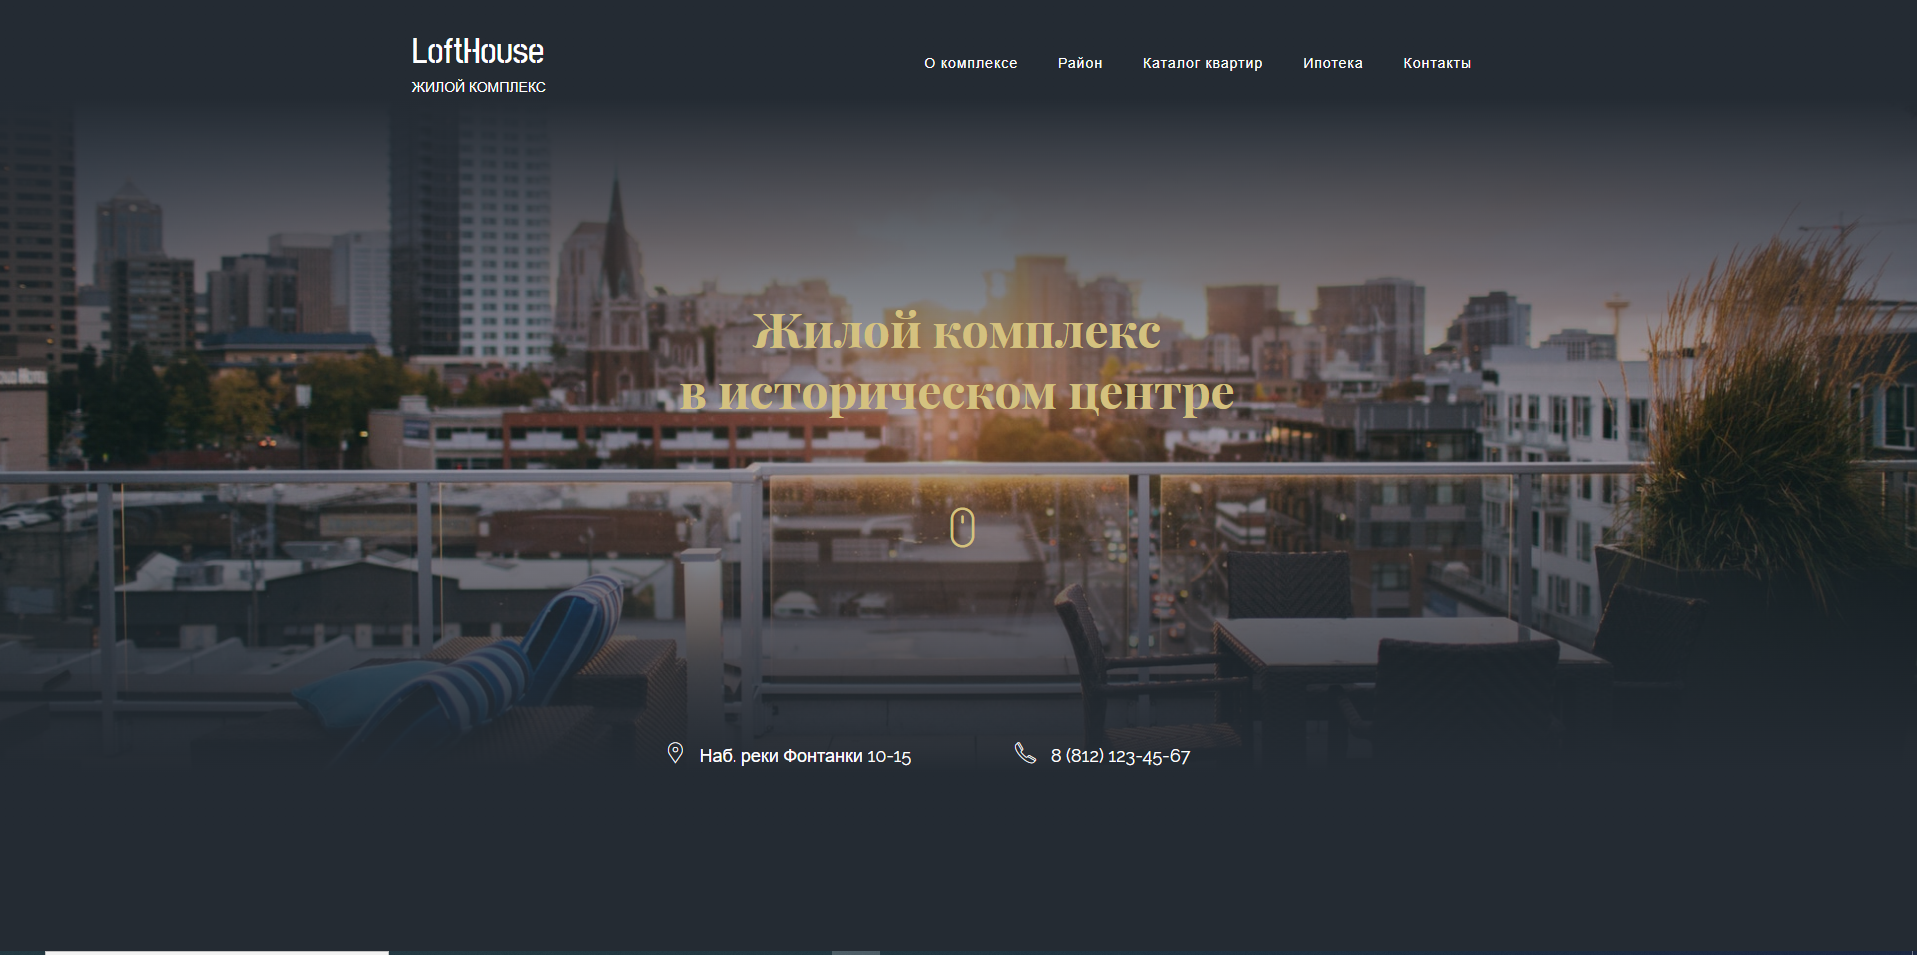 LoftHouse
ЖИЛОЙ КОМПЛЕКС
О комплексе Район Каталог квартир Ипотека Контакты
Жилой комплекс
в историческом центре
Наб. реки Фонтанки 10-15 8 (812) 123-45-67